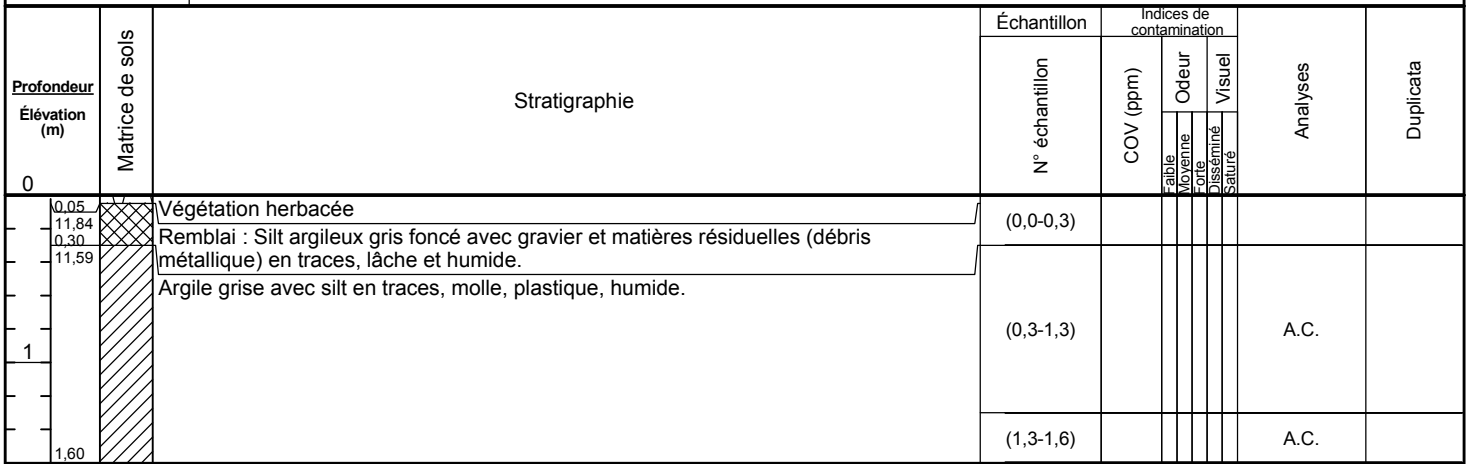 Échantillon
Indices de
contamination
Profondeur
Élévation
(m)
0
Matrice de sols
Stratigraphie
N° échantillon
COV (ppm)
Odeur
Visuel
Faible
Moyenne
Forte
Disséminé
Saturé
Analyses
Duplicata
0,05
11,84
0,30
11,59
Végétation herbacée
(0,0-0,3)
Remblai : Silt argileux gris foncé avec gravier et matières résiduelles (débris
métallique) en traces, lâche et humide.
Argile grise avec silt en traces, molle, plastique, humide.
(0,3-1,3)
A.C.
1
(1,3-1,6)
A.C.
1,60